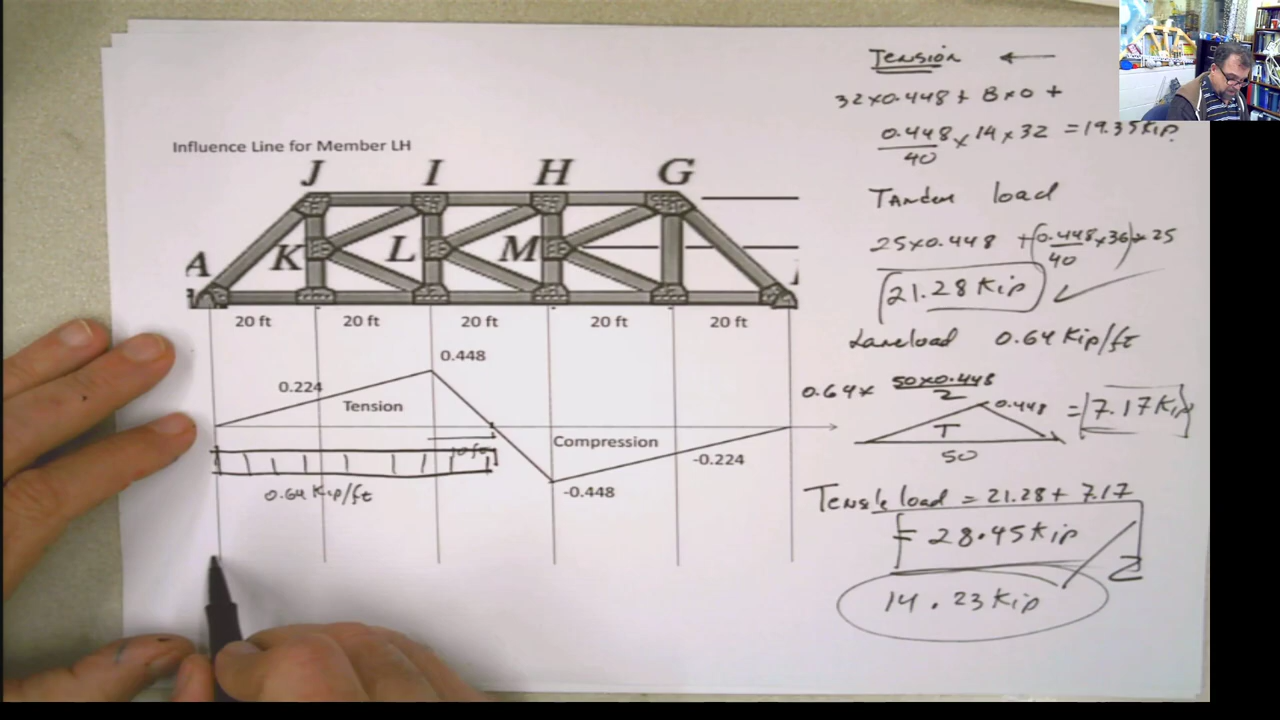 Influence Line for Member LH
J I H G
A K L M
20 ft 20 ft 20 ft 20 ft 20 ft
0.448
0.224
Tension
Compression
-0.224
-0.448
10ft
0.64 Kip/ft
Tension ←
32×0.448 + 8×0 +
0.448/40 × 14 × 32 = 19.35 Kip
Tandem load
25×0.448 + (0.448/40 × 36) × 25
21.28 Kip ✓
Laneload 0.64 Kip/ft
0.64 × 50×0.448/2
0.448
T
50
= 7.17 Kip
Tensile load = 21.28 + 7.17
= 28.45 Kip
2
14.23 Kip